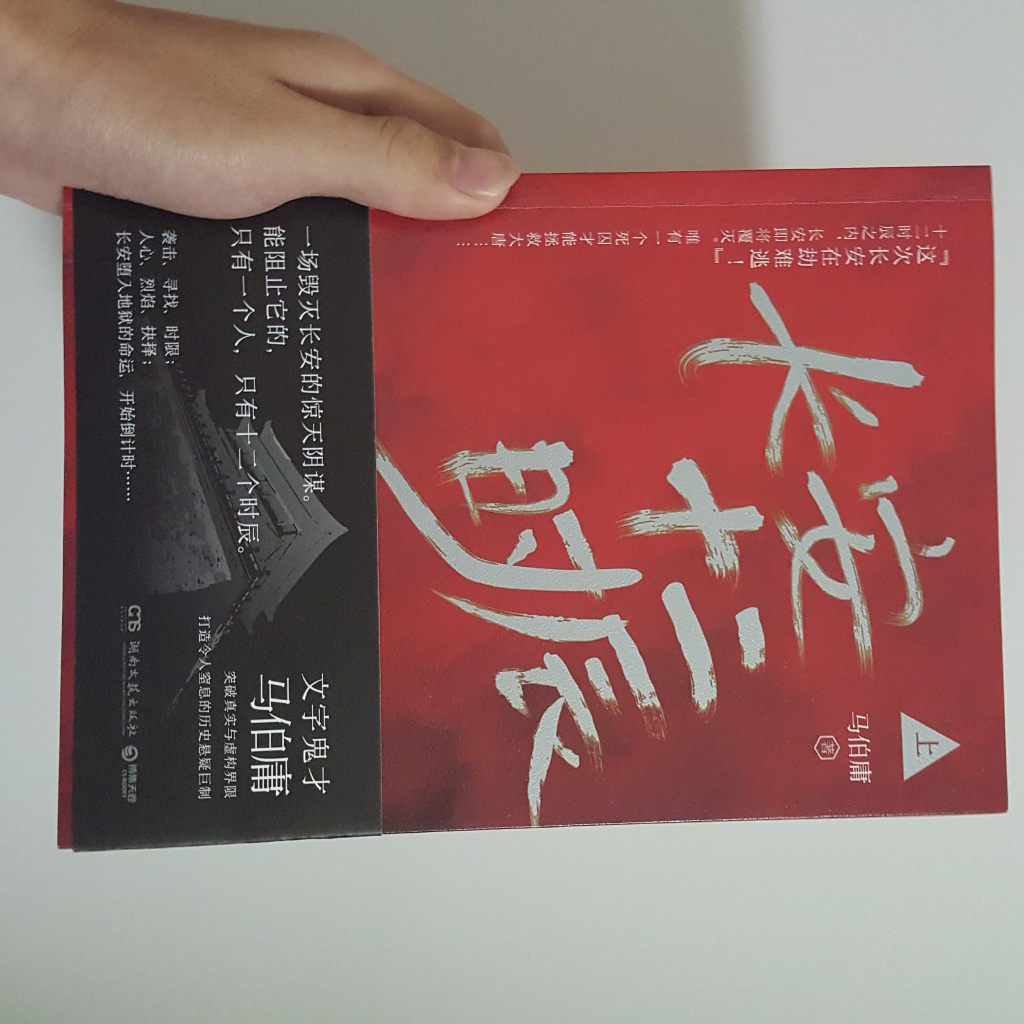 『这次长安在劫难逃！』
十二时辰之内，长安即将覆灭。唯有一个死囚才能拯救大唐……
长安
十二
时辰
上
马伯庸
著
一场毁灭长安的惊天阴谋。
能阻止它的，
只有一个人，只有十二个时辰。
袭击、寻找、时限；
人心、烈焰、抉择；
长安堕入地狱的命运，开始倒计时……
文字鬼才
马伯庸
突破真实与虚构界限
打造令人窒息的历史悬疑巨制
湖南文艺出版社
博集天卷
CS-BOOKY